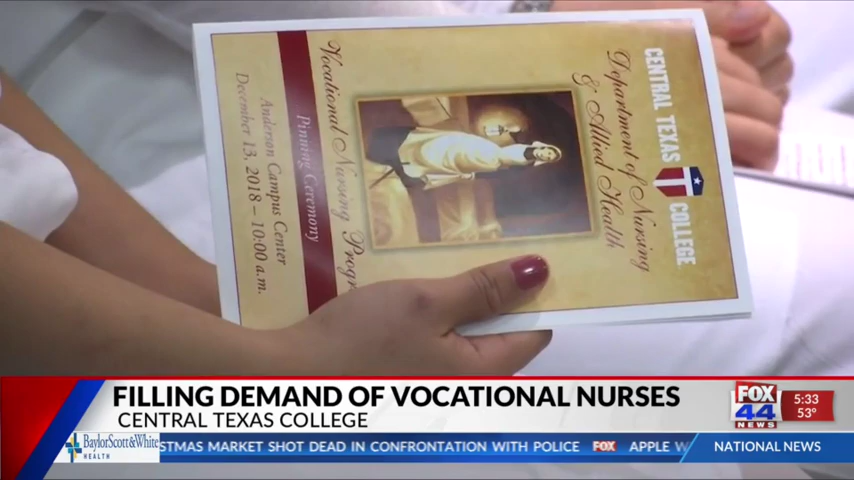 CENTRAL TEXAS COLLEGE
Department of Nursing
& Allied Health
Vocational Nursing
Pinning Ceremony
Anderson Campus Center
December 13, 2018 – 10:00 a.m.
FILLING DEMAND OF VOCATIONAL NURSES
CENTRAL TEXAS COLLEGE
FOX
44
NEWS
5:33
53°
BaylorScott&White
HEALTH
STMAS MARKET SHOT DEAD IN CONFRONTATION WITH POLICE FOX APPLE W
NATIONAL NEWS